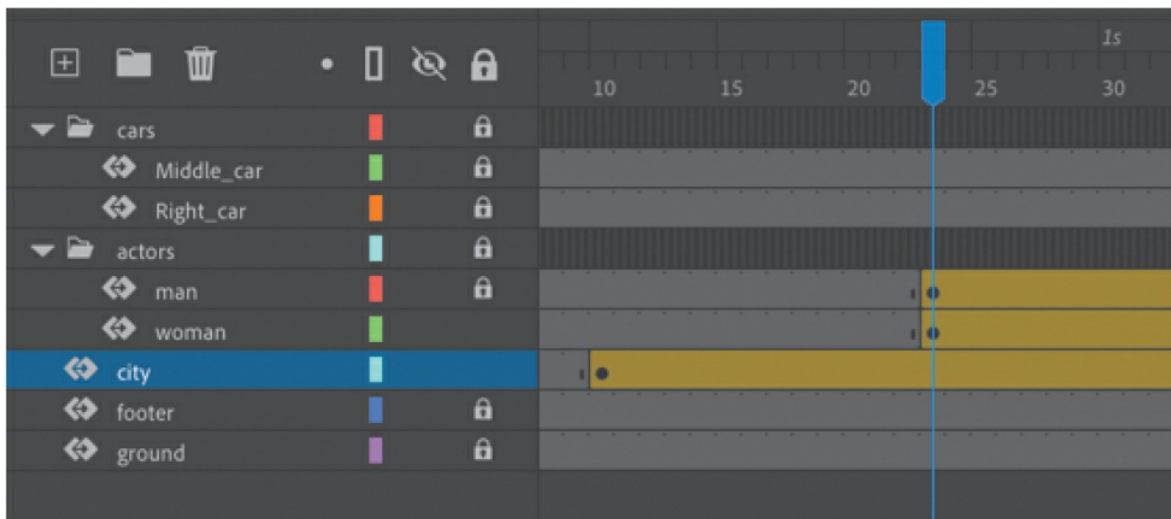 1s
10 15 20 25 30
cars
Middle_car
Right_car
actors
man
woman
city
footer
ground